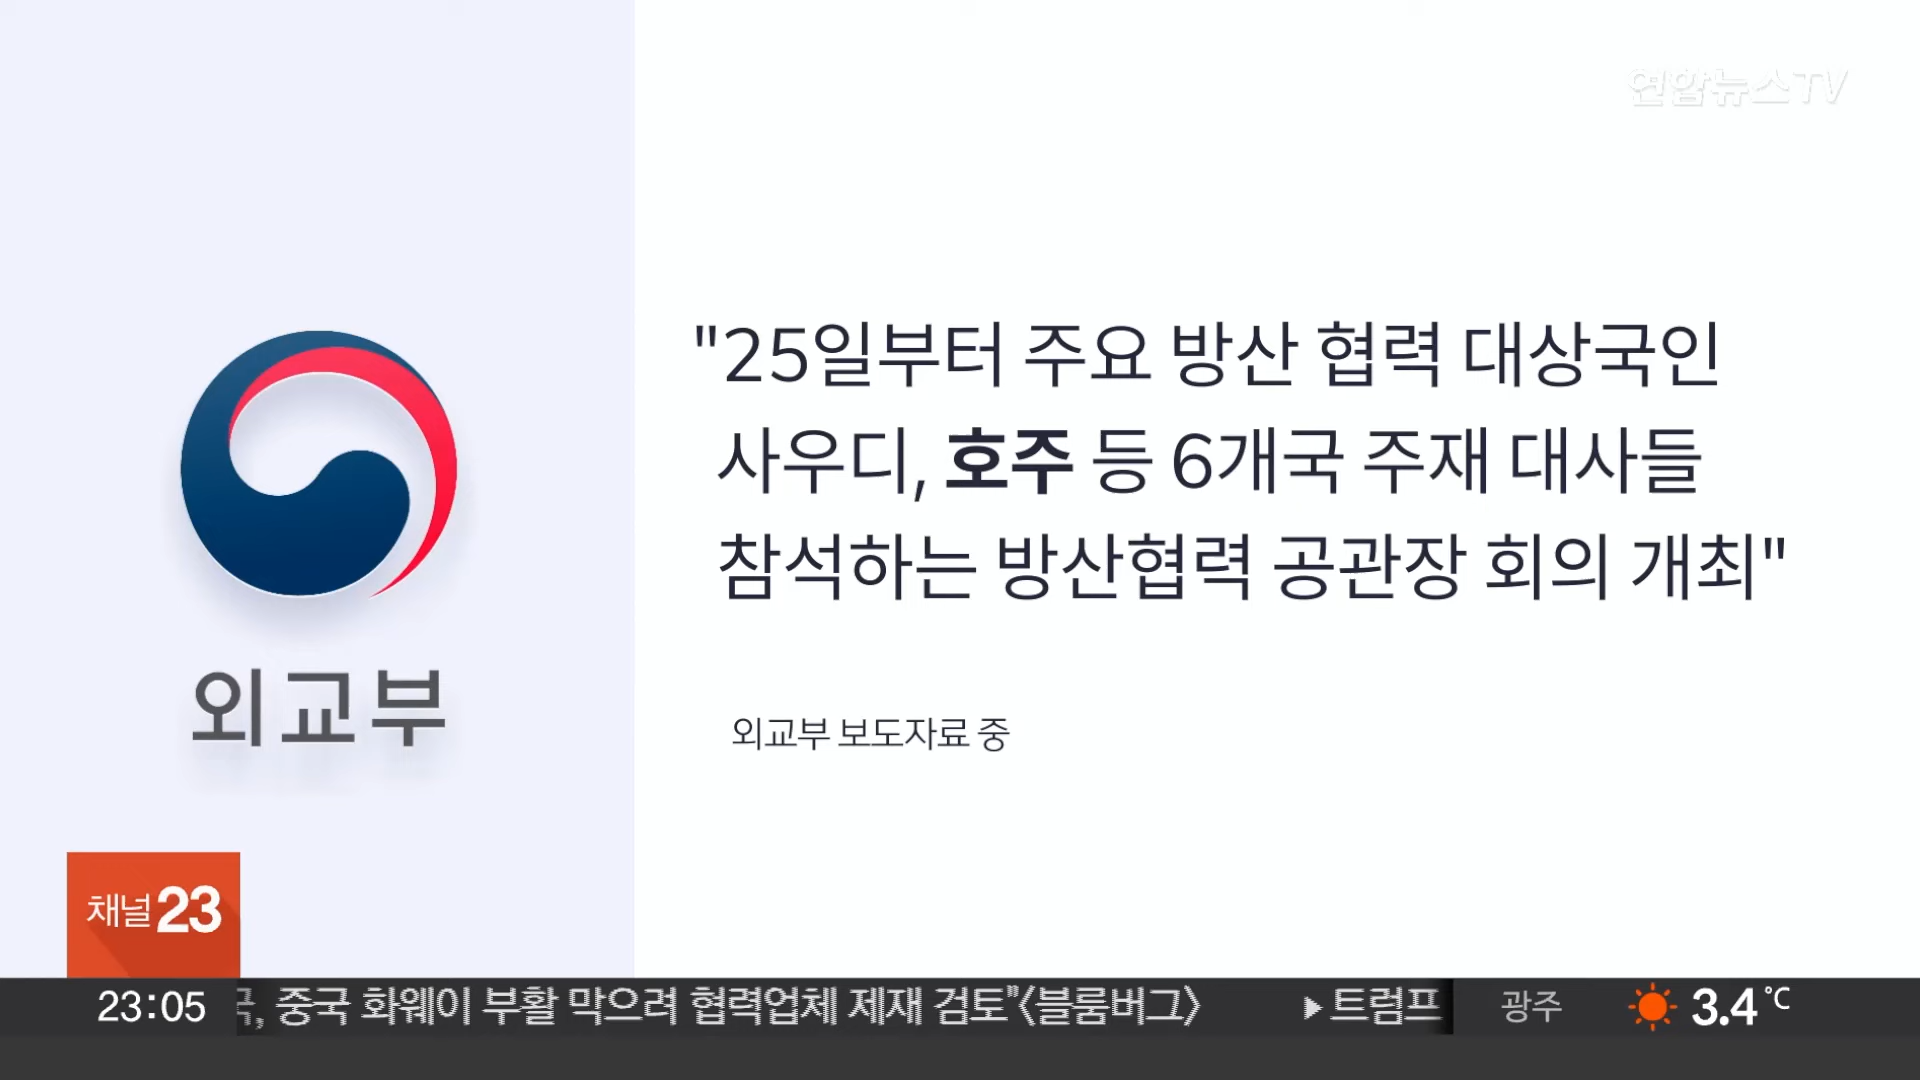 연합뉴스TV
"25일부터 주요 방산 협력 대상국인
사우디, 호주 등 6개국 주재 대사들
참석하는 방산협력 공관장 회의 개최"
외교부
외교부 보도자료 중
채널23
23:05
, 중국 화웨이 부활 막으려 협력업체 제재 검토"〈블룸버그〉
▶트럼프
광주
3.4℃